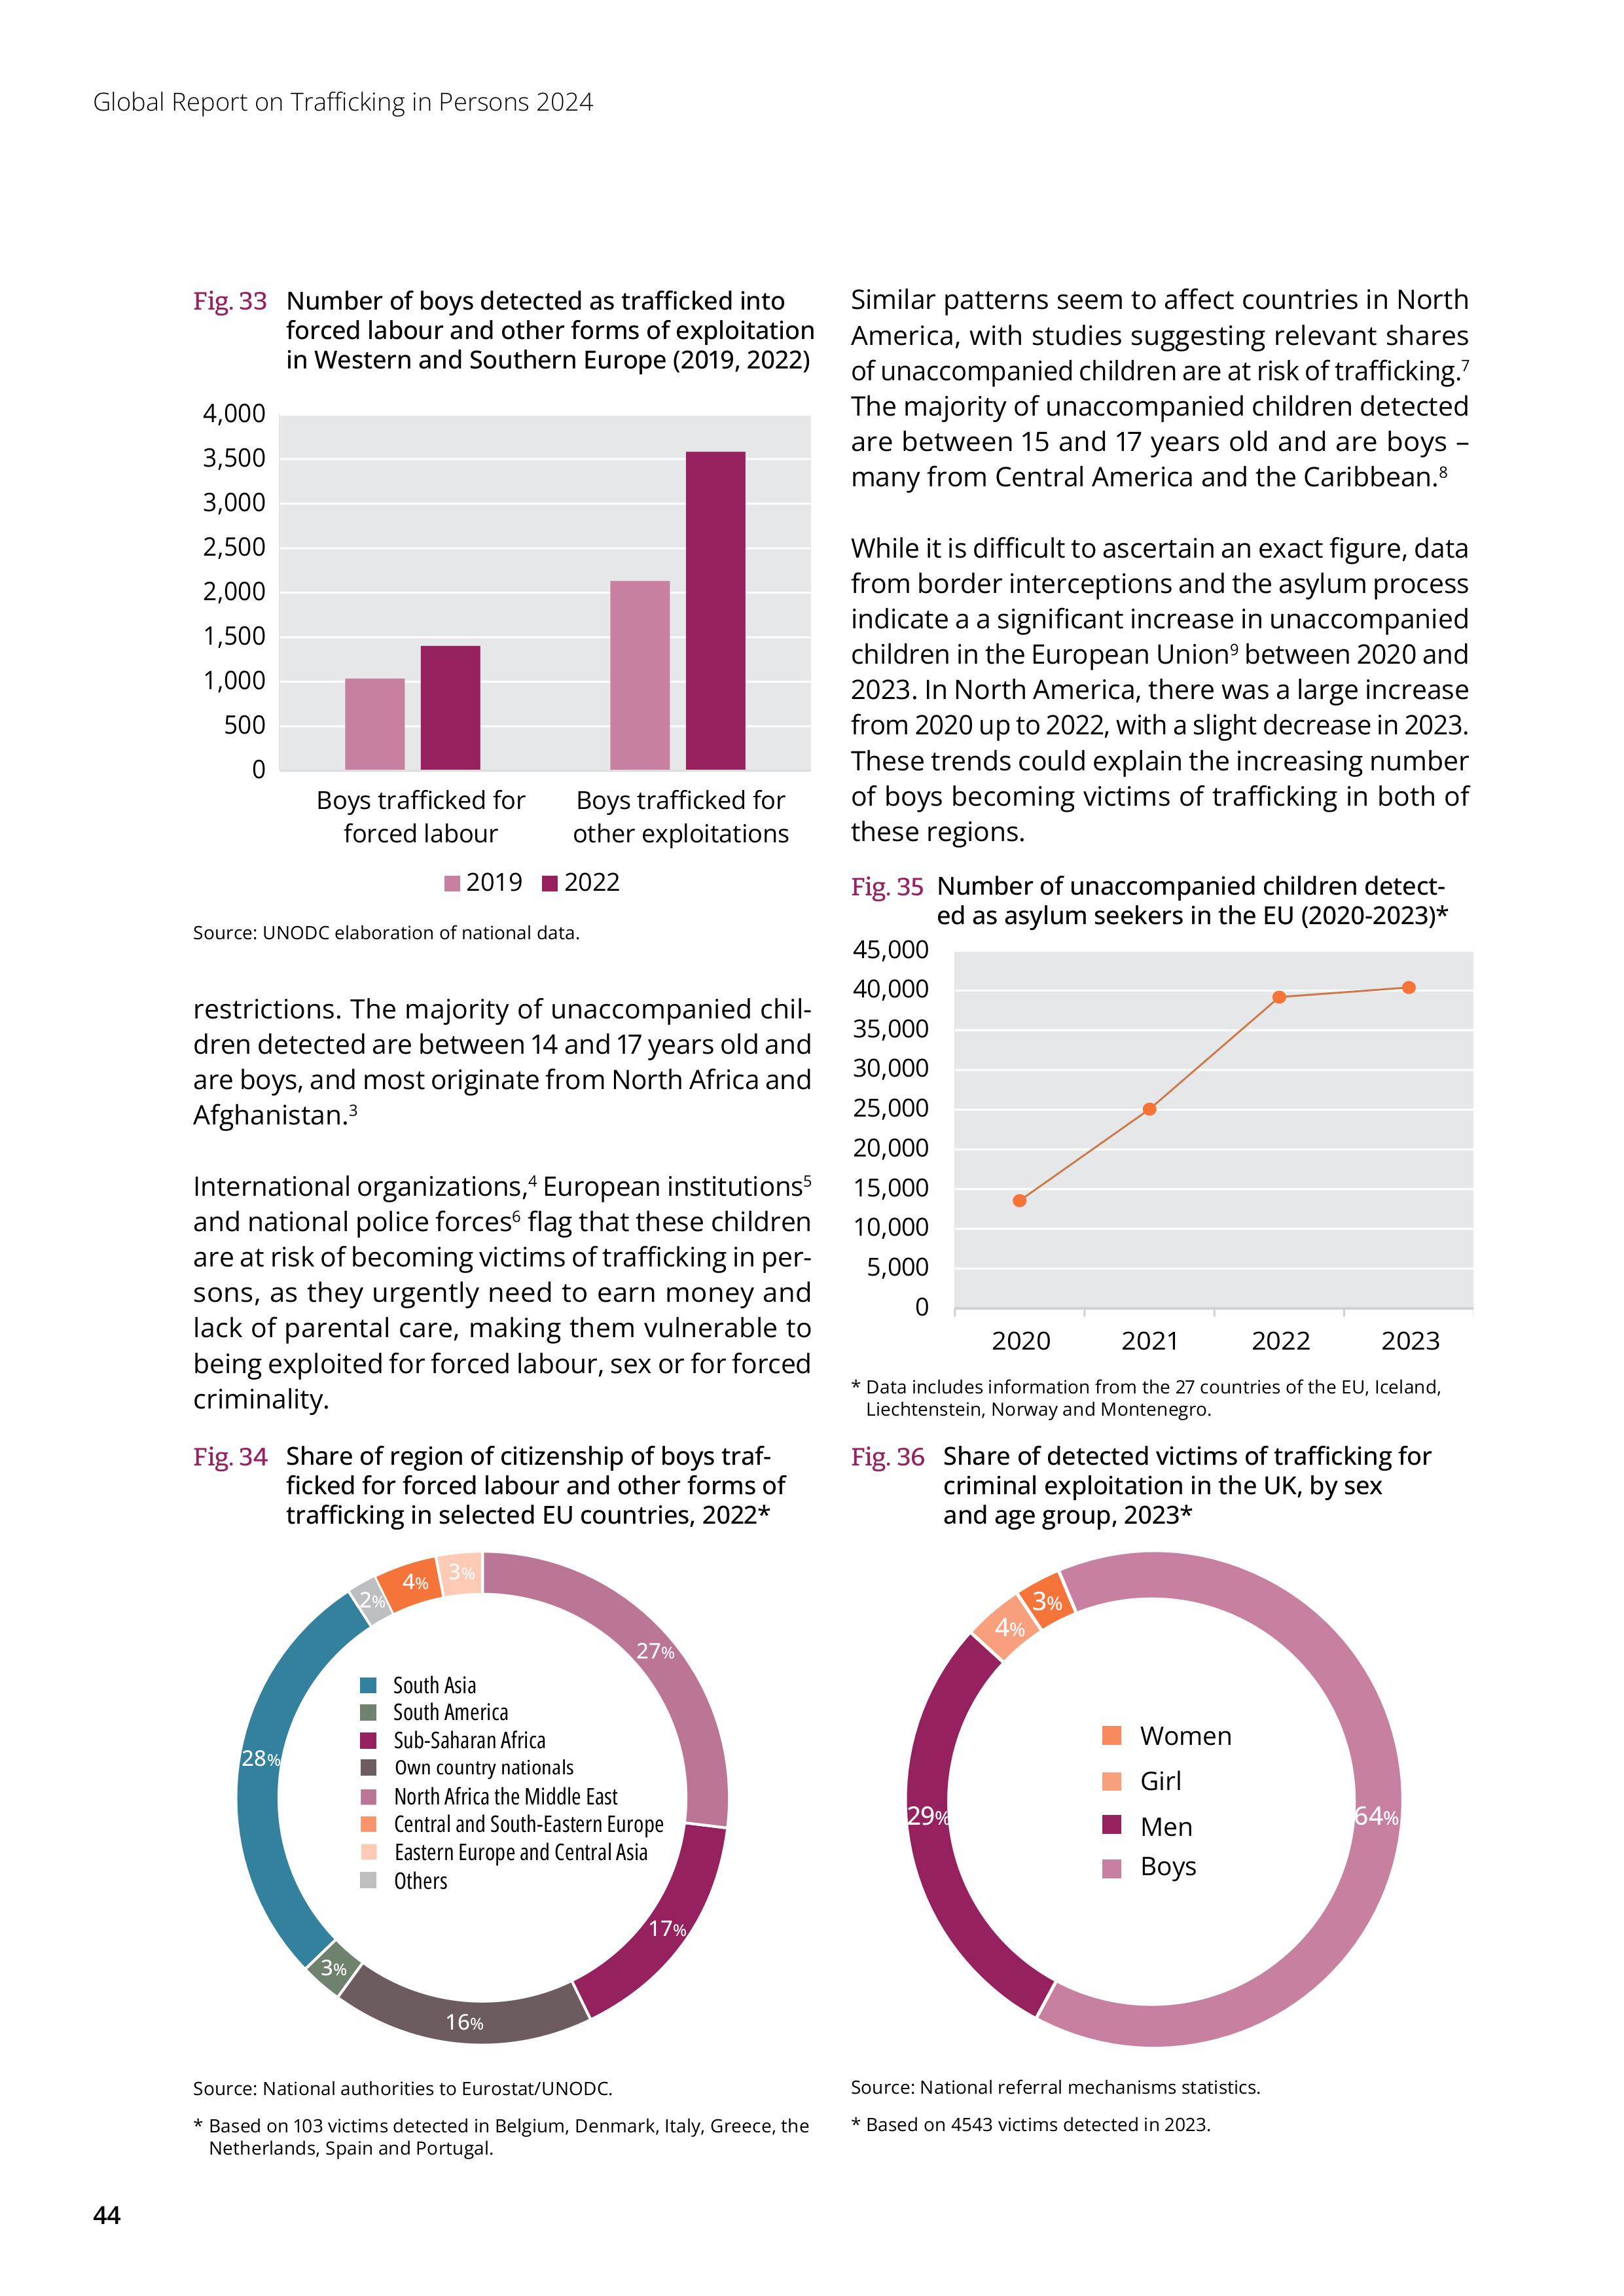 Global Report on Trafficking in Persons 2024
Fig. 33 Number of boys detected as trafficked into
forced labour and other forms of exploitation
in Western and Southern Europe (2019, 2022)
4,000
3,500
3,000
2,500
2,000
1,500
1,000
500
0
Boys trafficked for
forced labour
Boys trafficked for
other exploitations
2019 2022
Source: UNODC elaboration of national data.
restrictions. The majority of unaccompanied chil-
dren detected are between 14 and 17 years old and
are boys, and most originate from North Africa and
Afghanistan.3
International organizations,4 European institutions5
and national police forces6 flag that these children
are at risk of becoming victims of trafficking in per-
sons, as they urgently need to earn money and
lack of parental care, making them vulnerable to
being exploited for forced labour, sex or for forced
criminality.
Fig. 34 Share of region of citizenship of boys traf-
ficked for forced labour and other forms of
trafficking in selected EU countries, 2022*
3%
4%
2%
27%
28%
17%
3%
16%
South Asia
South America
Sub-Saharan Africa
Own country nationals
North Africa the Middle East
Central and South-Eastern Europe
Eastern Europe and Central Asia
Others
Source: National authorities to Eurostat/UNODC.
* Based on 103 victims detected in Belgium, Denmark, Italy, Greece, the
Netherlands, Spain and Portugal.
Similar patterns seem to affect countries in North
America, with studies suggesting relevant shares
of unaccompanied children are at risk of trafficking.7
The majority of unaccompanied children detected
are between 15 and 17 years old and are boys –
many from Central America and the Caribbean.8
While it is difficult to ascertain an exact figure, data
from border interceptions and the asylum process
indicate a a significant increase in unaccompanied
children in the European Union9 between 2020 and
2023. In North America, there was a large increase
from 2020 up to 2022, with a slight decrease in 2023.
These trends could explain the increasing number
of boys becoming victims of trafficking in both of
these regions.
Fig. 35 Number of unaccompanied children detect-
ed as asylum seekers in the EU (2020-2023)*
45,000
40,000
35,000
30,000
25,000
20,000
15,000
10,000
5,000
0
2020 2021 2022 2023
* Data includes information from the 27 countries of the EU, Iceland,
Liechtenstein, Norway and Montenegro.
Fig. 36 Share of detected victims of trafficking for
criminal exploitation in the UK, by sex
and age group, 2023*
3%
4%
29%
64%
Women
Girl
Men
Boys
Source: National referral mechanisms statistics.
* Based on 4543 victims detected in 2023.
44